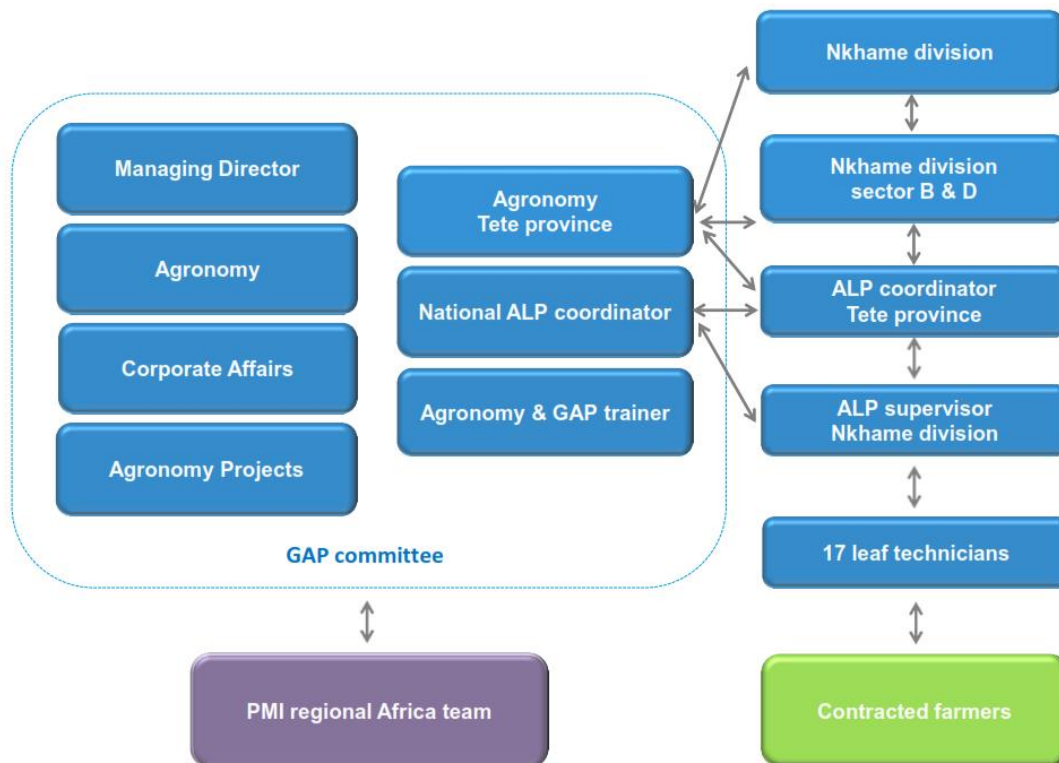 Managing Director
Agronomy
Corporate Affairs
Agronomy Projects
Agronomy
Tete province
National ALP coordinator
Agronomy & GAP trainer
GAP committee
PMI regional Africa team
Nkhame division
Nkhame division
sector B & D
ALP coordinator
Tete province
ALP supervisor
Nkhame division
17 leaf technicians
Contracted farmers